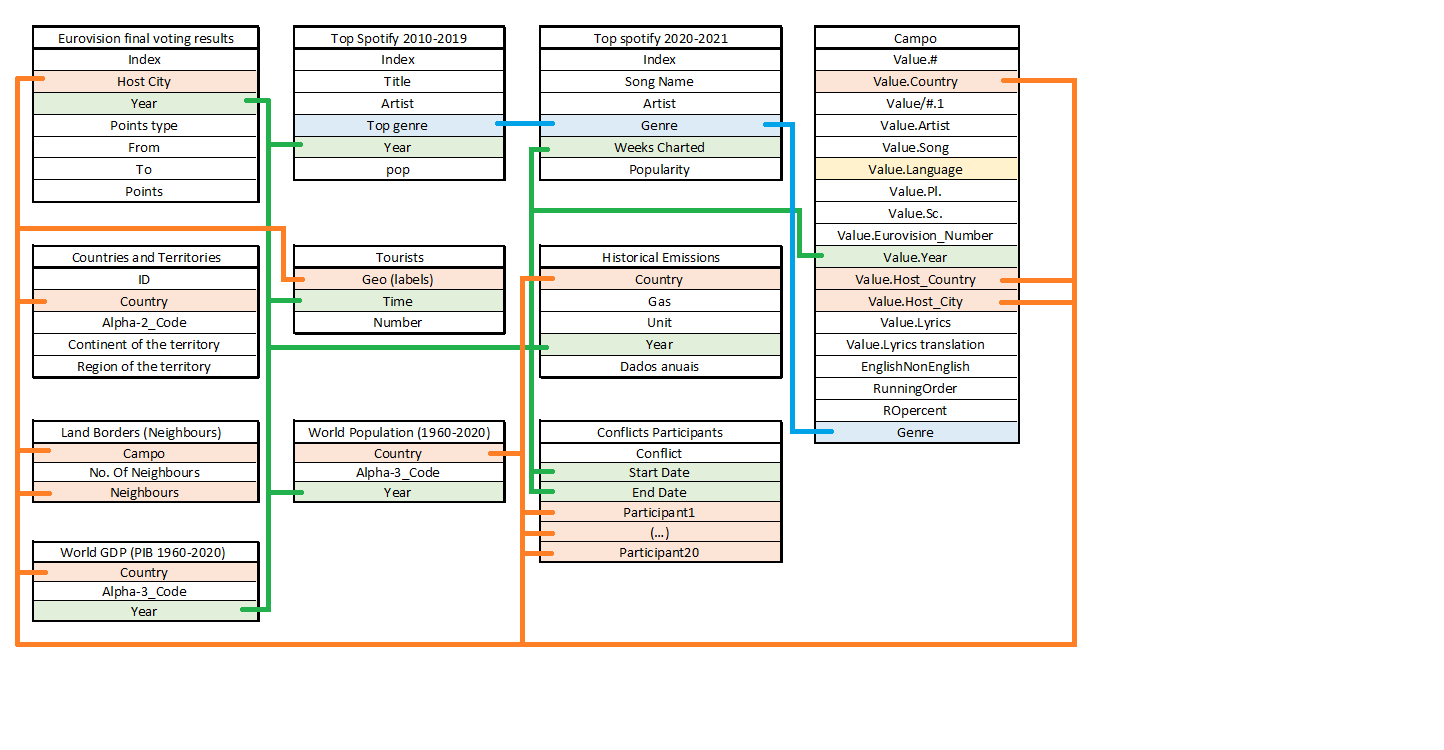 Eurovision final voting results
Index
Host City
Year
Points type
From
To
Points
Top Spotify 2010-2019
Index
Title
Artist
Top genre
Year
pop
Top spotify 2020-2021
Index
Song Name
Artist
Genre
Weeks Charted
Popularity
Campo
Value.#
Value.Country
Value/#.1
Value.Artist
Value.Song
Value.Language
Value.Pl.
Value.Sc.
Value.Eurovision_Number
Value.Year
Value.Host_Country
Value.Host_City
Value.Lyrics
Value.Lyrics translation
EnglishNonEnglish
RunningOrder
ROpercent
Genre
Countries and Territories
ID
Country
Alpha-2_Code
Continent of the territory
Region of the territory
Tourists
Geo (labels)
Time
Number
Historical Emissions
Country
Gas
Unit
Year
Dados anuais
Land Borders (Neighbours)
Campo
No. Of Neighbours
Neighbours
World Population (1960-2020)
Country
Alpha-3_Code
Year
Conflicts Participants
Conflict
Start Date
End Date
Participant1
(...)
Participant20
World GDP (PIB 1960-2020)
Country
Alpha-3_Code
Year